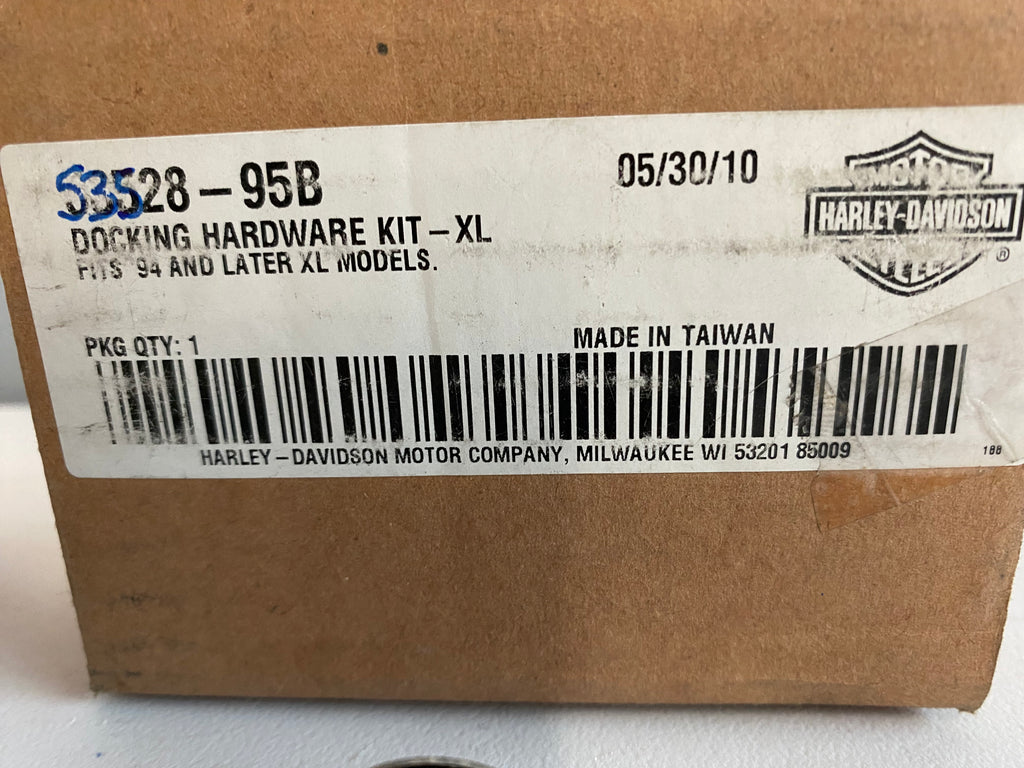 53528-95B
05/30/10
DOCKING HARDWARE KIT-XL
FITS '94 AND LATER XL MODELS.
MOTOR
HARLEY-DAVIDSON
®
PKG QTY: 1
MADE IN TAIWAN
HARLEY-DAVIDSON MOTOR COMPANY, MILWAUKEE WI 53201 85009
188